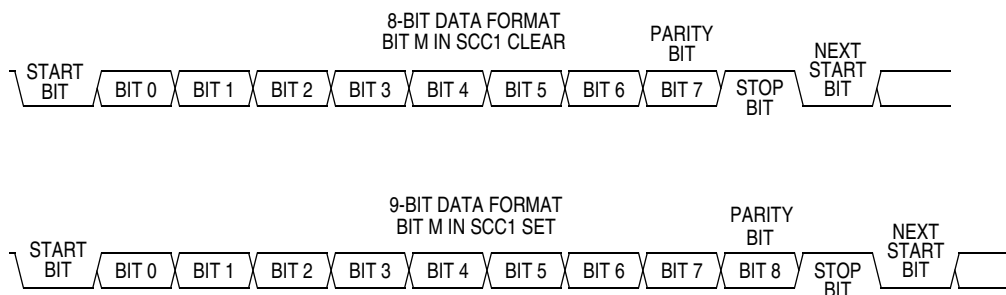 8-BIT DATA FORMAT
BIT M IN SCC1 CLEAR
PARITY
BIT
START
BIT
BIT 0
BIT 1
BIT 2
BIT 3
BIT 4
BIT 5
BIT 6
BIT 7
STOP
BIT
NEXT
START
BIT
9-BIT DATA FORMAT
BIT M IN SCC1 SET
PARITY
BIT
START
BIT
BIT 0
BIT 1
BIT 2
BIT 3
BIT 4
BIT 5
BIT 6
BIT 7
BIT 8
STOP
BIT
NEXT
START
BIT